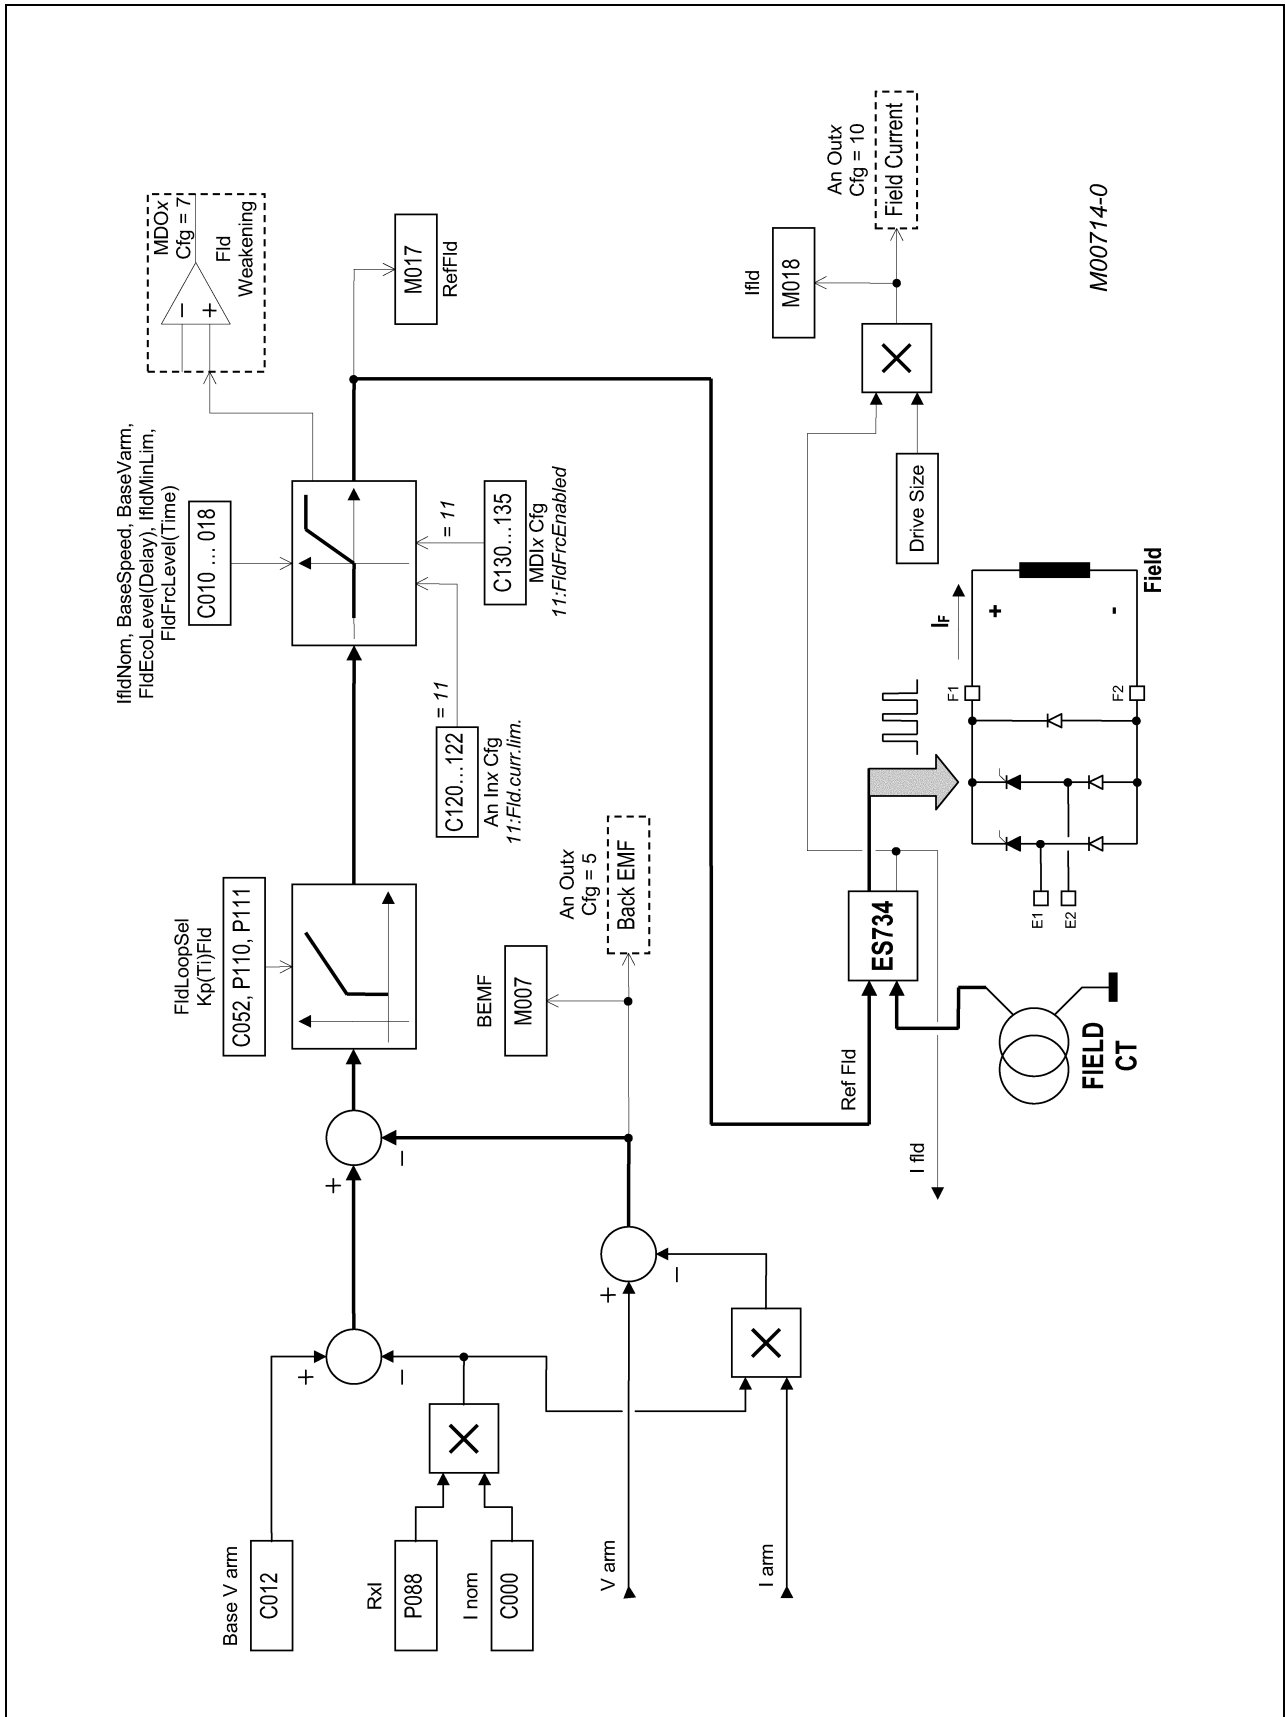 Base V arm
C012
RxI
P088
I nom
C000
V arm
I arm
+
−
+
−
+
−
FldLoopSel
Kp(Ti)Fld
C052, P110, P111
BEMF
M007
An Outx
Cfg = 5
Back EMF
IfldNom, BaseSpeed, BaseVarm,
FldEcoLevel(Delay), IfldMinLim,
FldFrcLevel(Time)
C010 ... 018
= 11
C120...122
An Inx Cfg
11:Fld.curr.lim.
= 11
C130...135
MDIx Cfg
11:FldFrcEnabled
MDOx
Cfg = 7
−
+
Fld
Weakening
M017
RefFld
Ref Fld
I fld
ES734
FIELD
CT
E1
E2
F1
F2
IF
+
-
Field
Drive Size
Ifld
M018
An Outx
Cfg = 10
Field Current
M00714-0